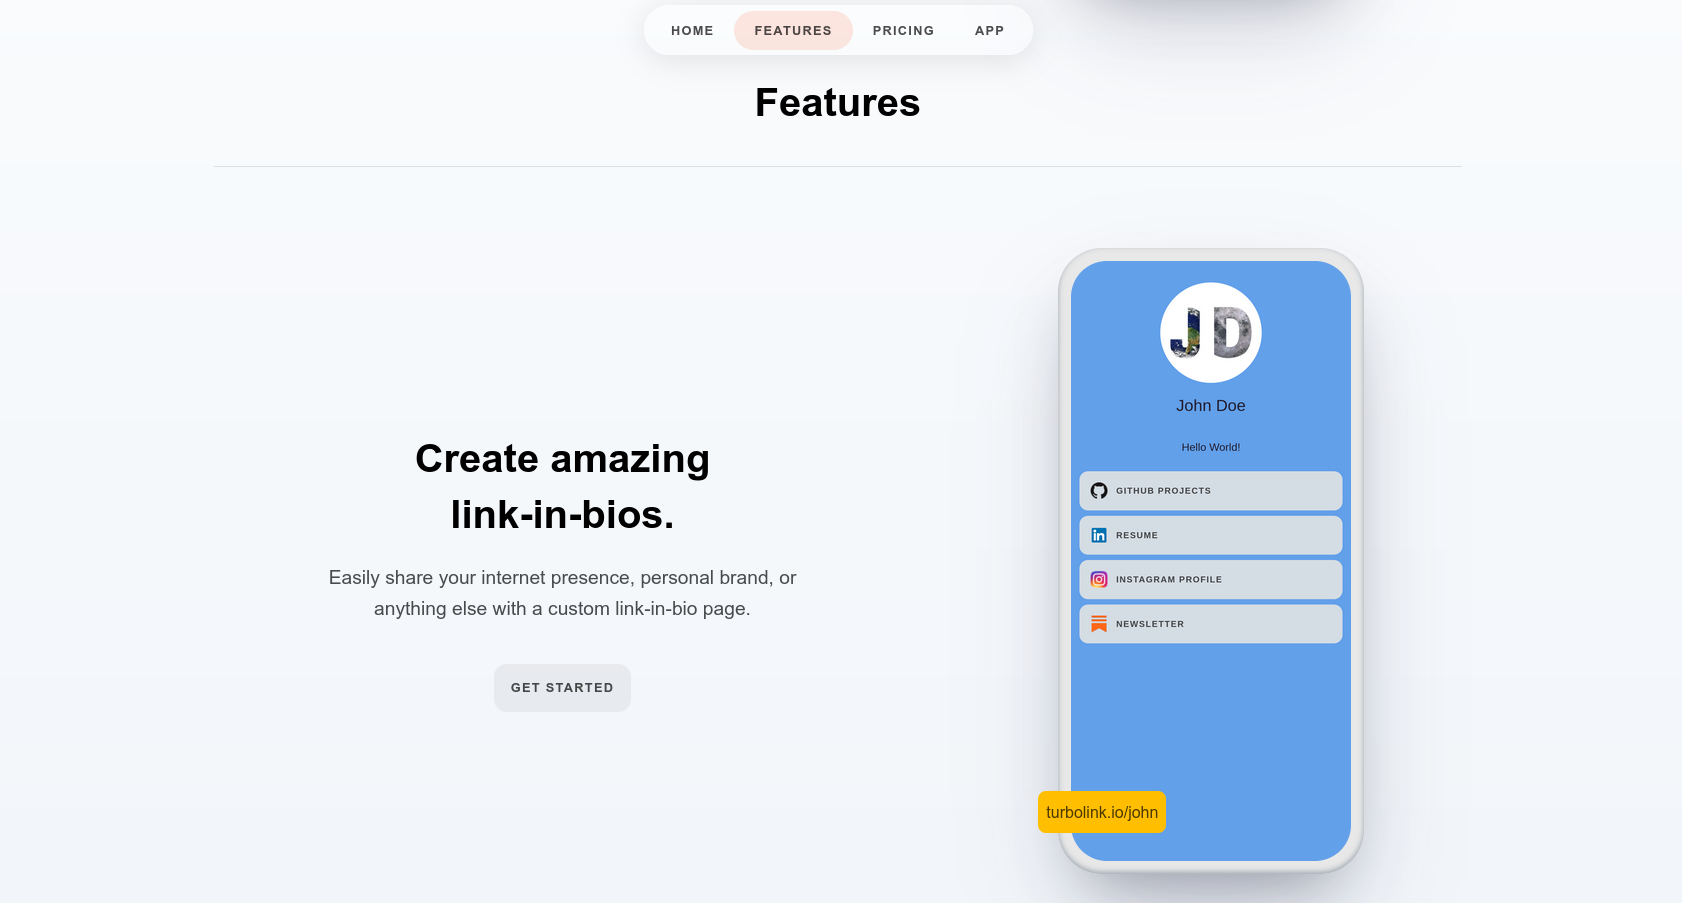 HOME
FEATURES
PRICING
APP
Features
Create amazing
link-in-bios.
Easily share your internet presence, personal brand, or
anything else with a custom link-in-bio page.
GET STARTED
JD
John Doe
Hello World!
GITHUB PROJECTS
RESUME
INSTAGRAM PROFILE
NEWSLETTER
turbolink.io/john